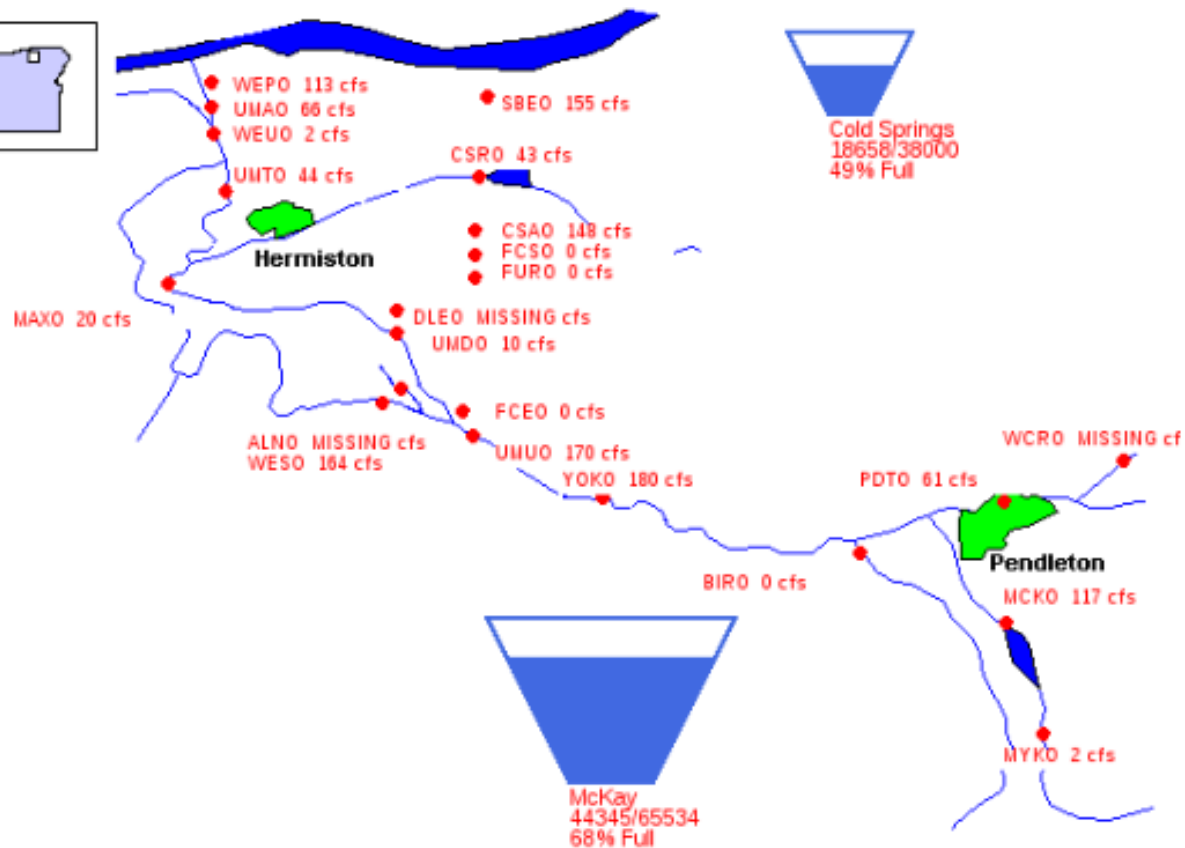 WEPO 113 cfs
UMAO 66 cfs
WEUO 2 cfs
SBEO 155 cfs
Cold Springs
18658/38000
49% Full
CSRO 43 cfs
UMTO 44 cfs
CSAO 148 cfs
FCSO 0 cfs
FURO 0 cfs
Hermiston
MAXO 20 cfs
DLEO MISSING cfs
UMDO 10 cfs
FCEO 0 cfs
ALNO MISSING cfs
WESO 164 cfs
UMUO 170 cfs
WCRO MISSING cf
YOKO 180 cfs
PDTO 61 cfs
Pendleton
BIRO 0 cfs
MCKO 117 cfs
MYKO 2 cfs
McKay
44345/65534
68% Full